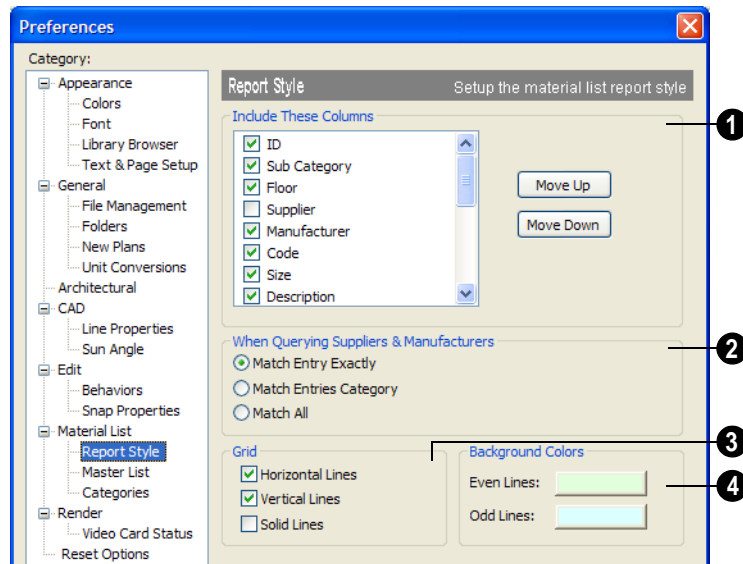 Preferences
Category:
Appearance
Colors
Font
Library Browser
Text & Page Setup
General
File Management
Folders
New Plans
Unit Conversions
Architectural
CAD
Line Properties
Sun Angle
Edit
Behaviors
Snap Properties
Material List
Report Style
Master List
Categories
Render
Video Card Status
Reset Options
Report Style Setup the material list report style
Include These Columns
ID
Sub Category
Floor
Supplier
Manufacturer
Code
Size
Description
Move Up
Move Down
1
When Querying Suppliers & Manufacturers
Match Entry Exactly
Match Entries Category
Match All
2
Grid
Horizontal Lines
Vertical Lines
Solid Lines
3
Background Colors
Even Lines:
Odd Lines:
4